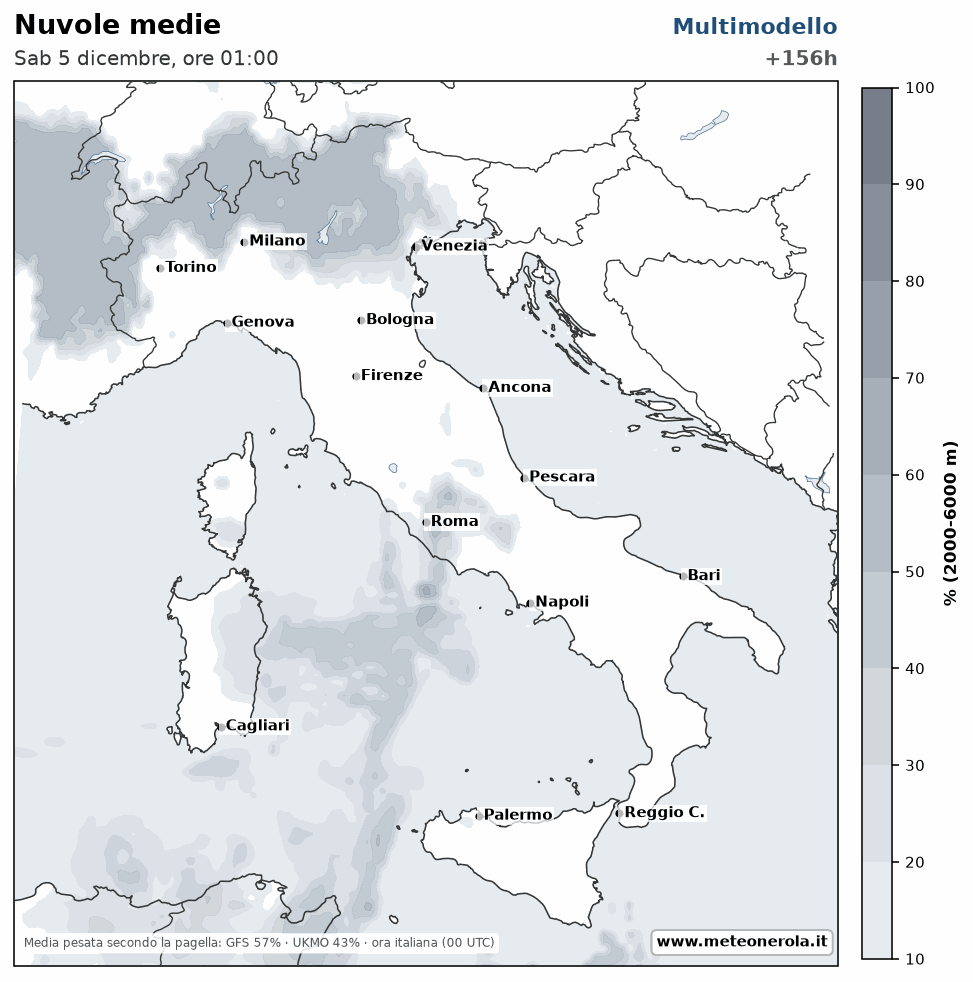 Nuvole medie
Multimodello
Sab 5 dicembre, ore 01:00
+156h
100
90
80
70
60
50
40
30
20
10
% (2000-6000 m)
Milano
Venezia
Torino
Genova
Bologna
Firenze
Ancona
Pescara
Roma
Bari
Napoli
Cagliari
Palermo
Reggio C.
Media pesata secondo la pagella: GFS 57% · UKMO 43% · ora italiana (00 UTC)
www.meteonerola.it